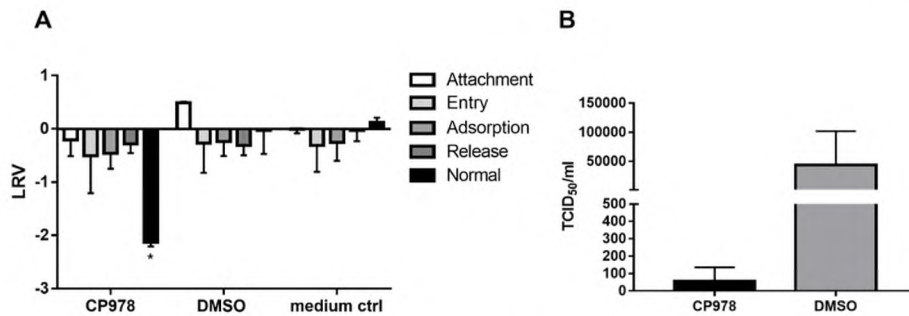 A
LRV
1
0
-1
-2
-3
*
CP978
DMSO
medium ctrl
Attachment
Entry
Adsorption
Release
Normal
B
TCID50/ml
150000
100000
50000
500
400
300
200
100
0
CP978
DMSO